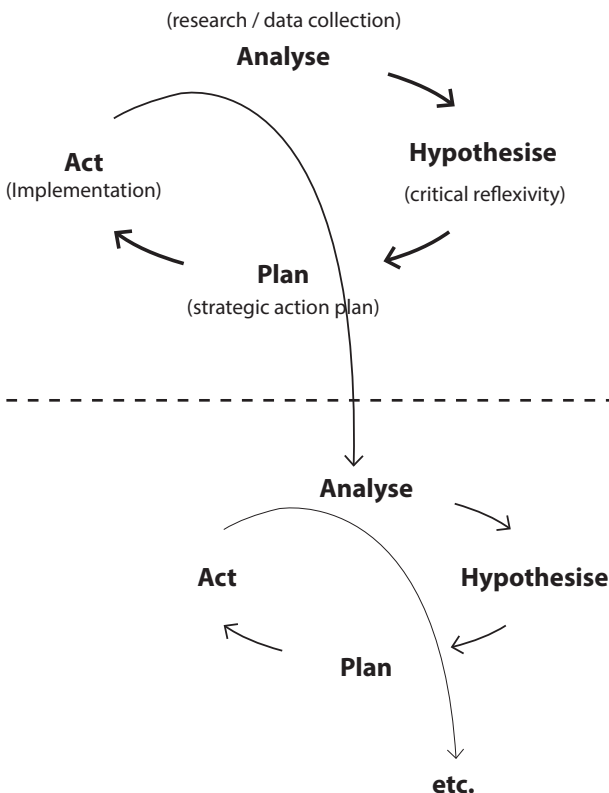 (research / data collection)
Analyse
Hypothesise
(critical reflexivity)
Plan
(strategic action plan)
Act
(Implementation)
Analyse
Hypothesise
Plan
Act
etc.